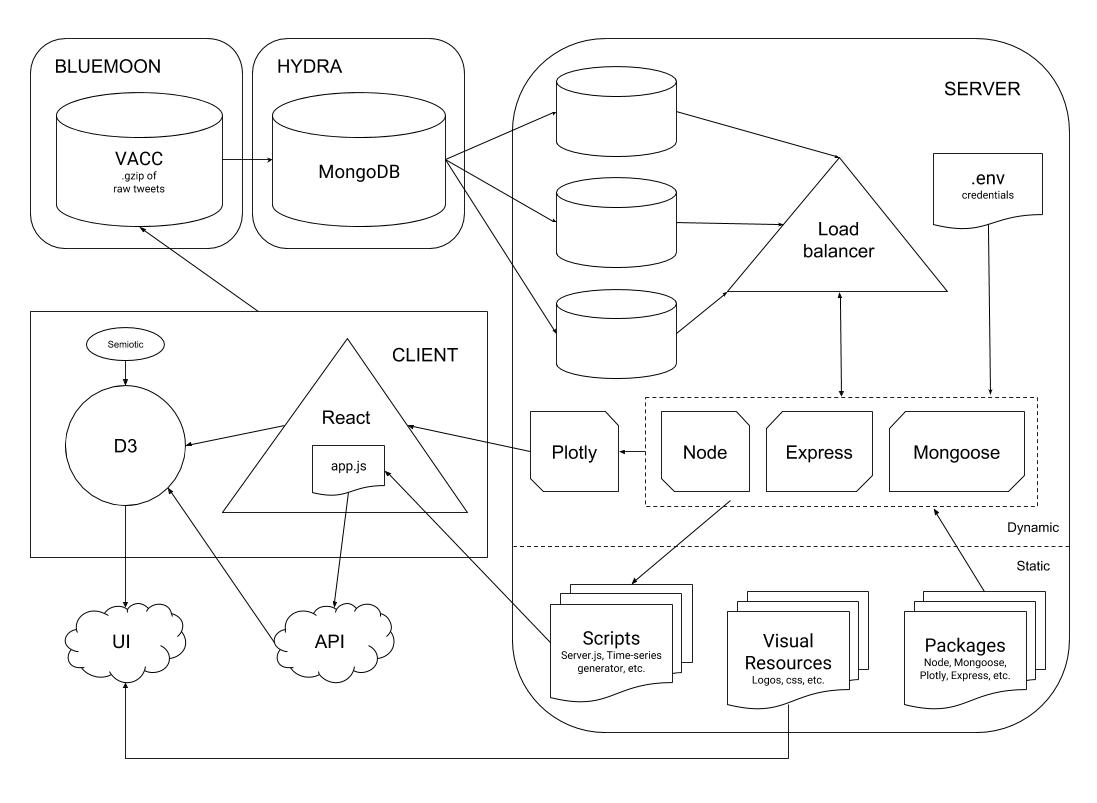 BLUEMOON
HYDRA
SERVER
VACC
.gzip of
raw tweets
MongoDB
.env
credentials
Load
balancer
CLIENT
Semiotic
React
D3
app.js
Plotly
Node
Express
Mongoose
Dynamic
Static
UI
API
Scripts
Server.js, Time-series
generator, etc.
Visual
Resources
Logos, css, etc.
Packages
Node, Mongoose,
Plotly, Express, etc.